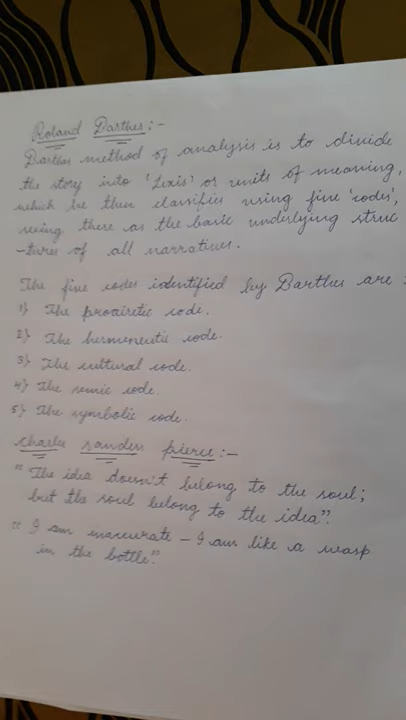 Roland Barthes:-
Barthes method of analysis is to divide
the story into 'Lexis' or units of meaning,
which he then classifies using five 'codes',
seeing these as the basic underlying struc
-tures of all narratives.
The five codes identified by Barthes are :
1) The proairetic code.
2) The hermeneutic code.
3) The cultural code.
4) The semic code.
5) The symbolic code.
Charles sanders pierce:-
"The idea doesn't belong to the soul;
but the soul belong to the idea".
"I am inaccurate - I am like a wasp
in the bottle".